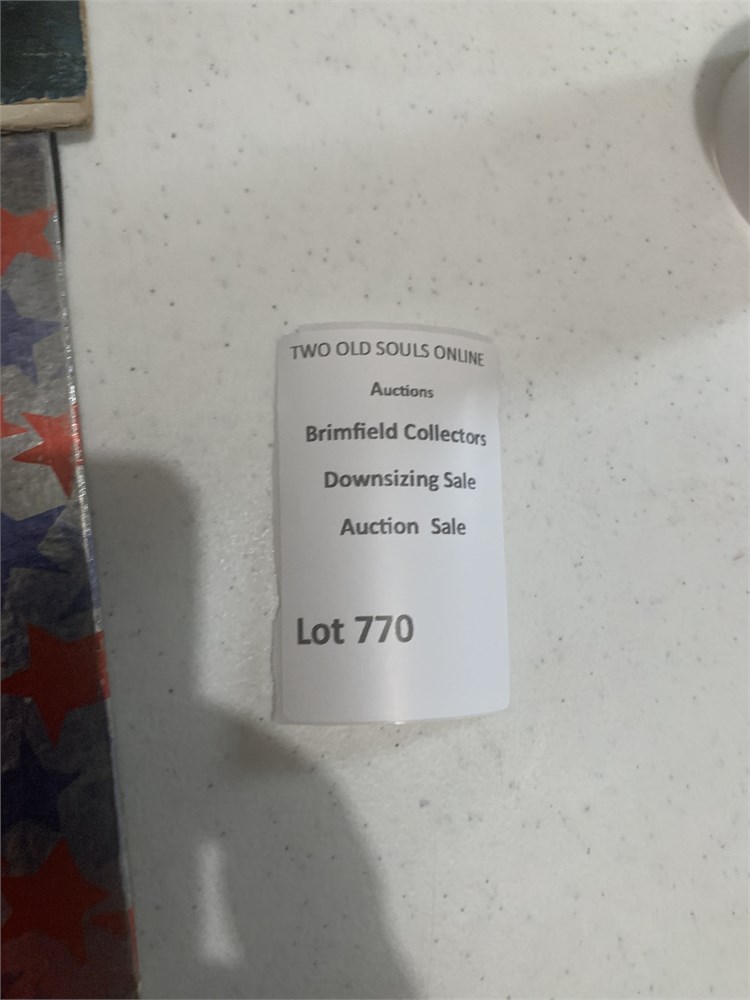 TWO OLD SOULS ONLINE
Auctions
Brimfield Collectors
Downsizing Sale
Auction Sale
Lot 770